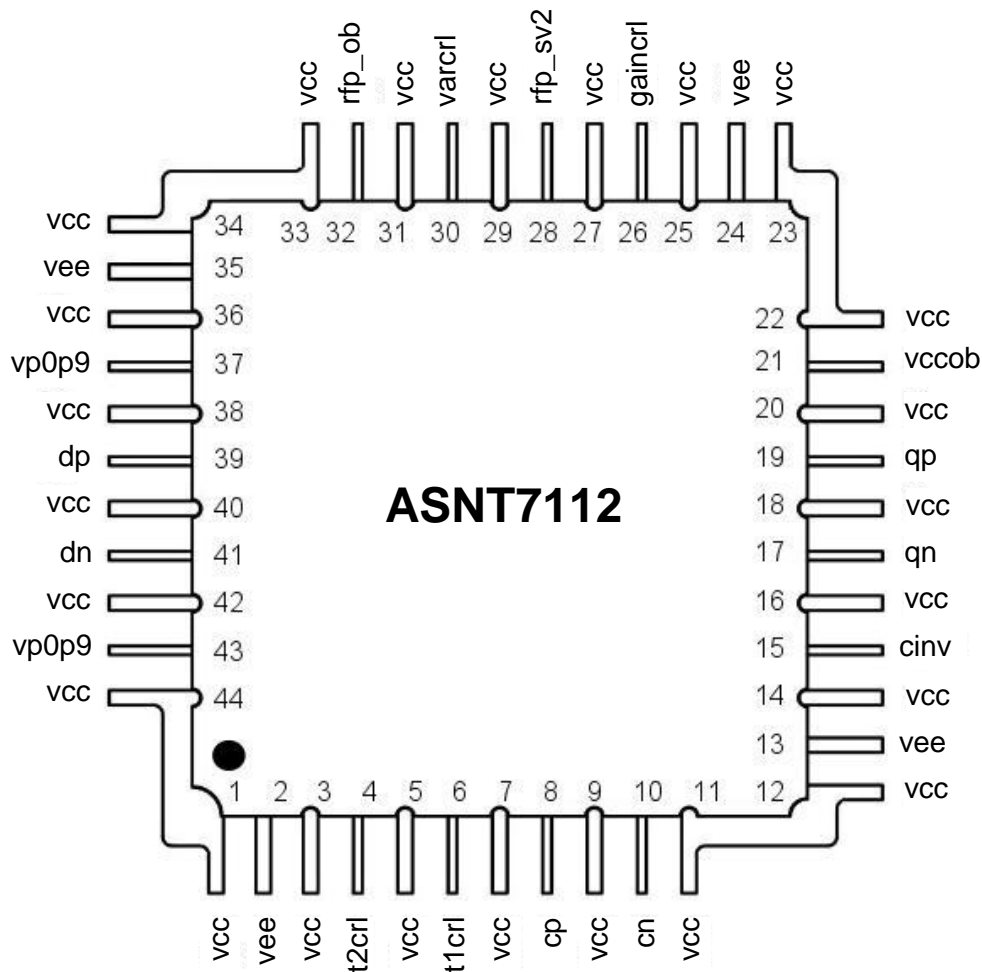 vcc rfp_ob vcc varcrl vcc rfp_sv2 vcc gaincrl vcc vee vcc
33 32 31 30 29 28 27 26 25 24 23
vcc 34
vee 35
vcc 36 22 vcc
vp0p9 37 21 vccob
vcc 38 20 vcc
dp 39 19 qp
ASNT7112
vcc 40 18 vcc
dn 41 17 qn
vcc 42 16 vcc
vp0p9 43 15 cinv
vcc 44 14 vcc
13 vee
1 2 3 4 5 6 7 8 9 10 11 12 vcc
vcc vee vcc t2crl vcc t1crl vcc cp vcc cn vcc